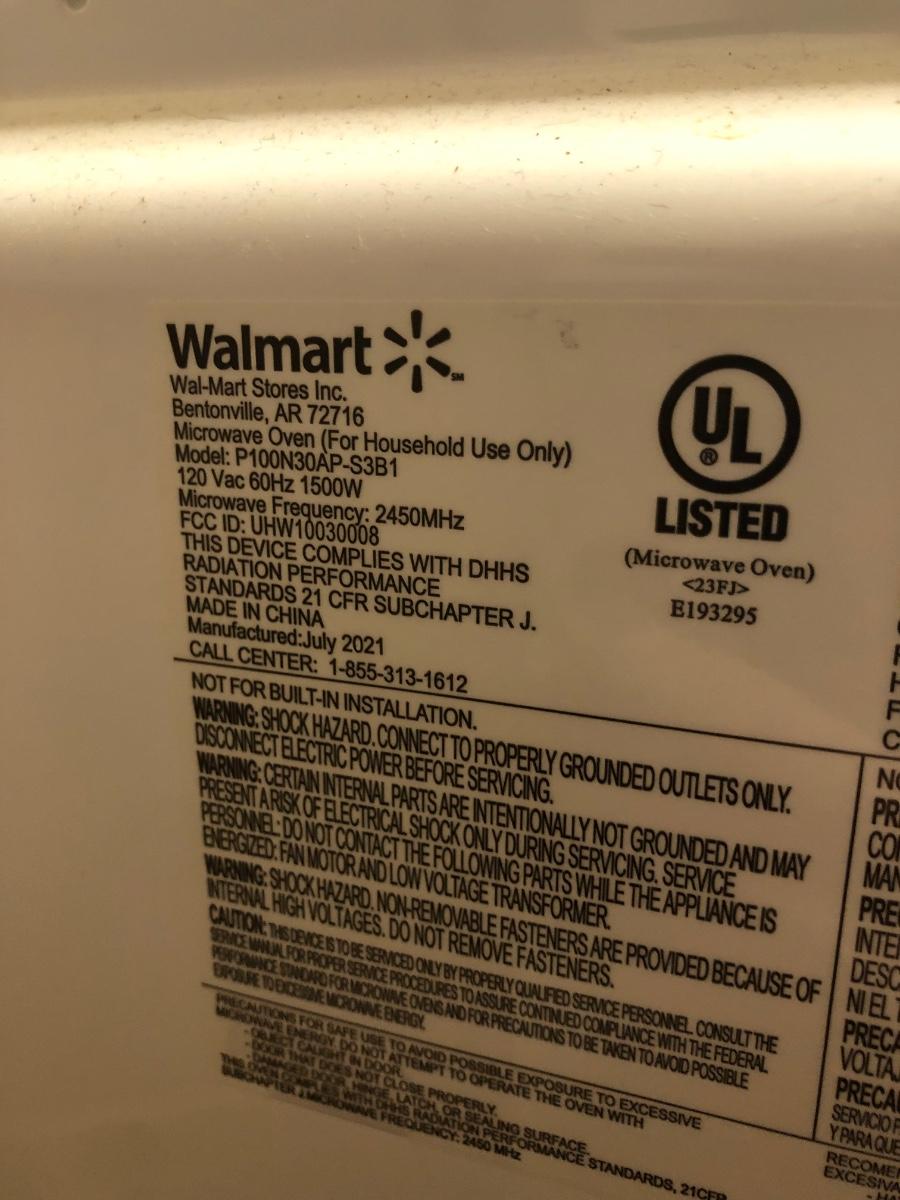 Walmart
SM
Wal-Mart Stores Inc.
Bentonville, AR 72716
Microwave Oven (For Household Use Only)
Model: P100N30AP-S3B1
120 Vac 60Hz 1500W
Microwave Frequency: 2450MHz
FCC ID: UHW10030008
THIS DEVICE COMPLIES WITH DHHS
RADIATION PERFORMANCE
STANDARDS 21 CFR SUBCHAPTER J.
MADE IN CHINA
Manufactured:July 2021
CALL CENTER: 1-855-313-1612
UL
®
LISTED
(Microwave Oven)
<23FJ>
E193295
NOT FOR BUILT-IN INSTALLATION.
WARNING: SHOCK HAZARD. CONNECT TO PROPERLY GROUNDED OUTLETS ONLY.
DISCONNECT ELECTRIC POWER BEFORE SERVICING.
WARNING: CERTAIN INTERNAL PARTS ARE INTENTIONALLY NOT GROUNDED AND MAY
PRESENT A RISK OF ELECTRICAL SHOCK ONLY DURING SERVICING. SERVICE
PERSONNEL: DO NOT CONTACT THE FOLLOWING PARTS WHILE THE APPLIANCE IS
ENERGIZED: FAN MOTOR AND LOW VOLTAGE TRANSFORMER.
WARNING: SHOCK HAZARD. NON-REMOVABLE FASTENERS ARE PROVIDED BECAUSE OF
INTERNAL HIGH VOLTAGES. DO NOT REMOVE FASTENERS.
CAUTION: THIS DEVICE IS TO BE SERVICED ONLY BY PROPERLY QUALIFIED SERVICE PERSONNEL. CONSULT THE
SERVICE MANUAL FOR PROPER SERVICE PROCEDURES TO ASSURE CONTINUED COMPLIANCE WITH THE FEDERAL
PERFORMANCE STANDARD FOR MICROWAVE OVENS AND FOR PRECAUTIONS TO BE TAKEN TO AVOID POSSIBLE
EXPOSURE TO EXCESSIVE MICROWAVE ENERGY.
PRECAUTIONS FOR SAFE USE TO AVOID POSSIBLE EXPOSURE TO EXCESSIVE
MICROWAVE ENERGY. DO NOT ATTEMPT TO OPERATE THE OVEN WITH
- OBJECT CAUGHT IN DOOR.
- DOOR THAT DOES NOT CLOSE PROPERLY.
- DAMAGED DOOR, HINGE, LATCH, OR SEALING SURFACE.
THIS OVEN COMPLIES WITH DHHS RADIATION PERFORMANCE STANDARDS, 21CFR
SUBCHAPTER J.MICROWAVE FREQUENCY: 2450 MHz
NI EL
VOLTA
SERVICIO P
Y PARA QUE
RECOME
EXCESIVA